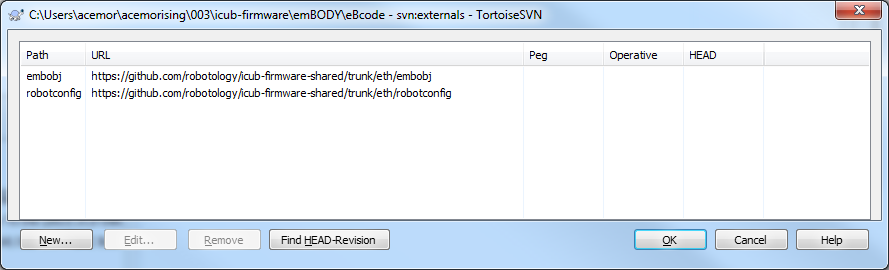 C:\Users\acemor\acemorising\003\icub-firmware\emBODY\eBcode - svn:externals - TortoiseSVN
Path URL Peg Operative HEAD
embobj https://github.com/robotology/icub-firmware-shared/trunk/eth/embobj
robotconfig https://github.com/robotology/icub-firmware-shared/trunk/eth/robotconfig
New... Edit... Remove Find HEAD-Revision OK Cancel Help